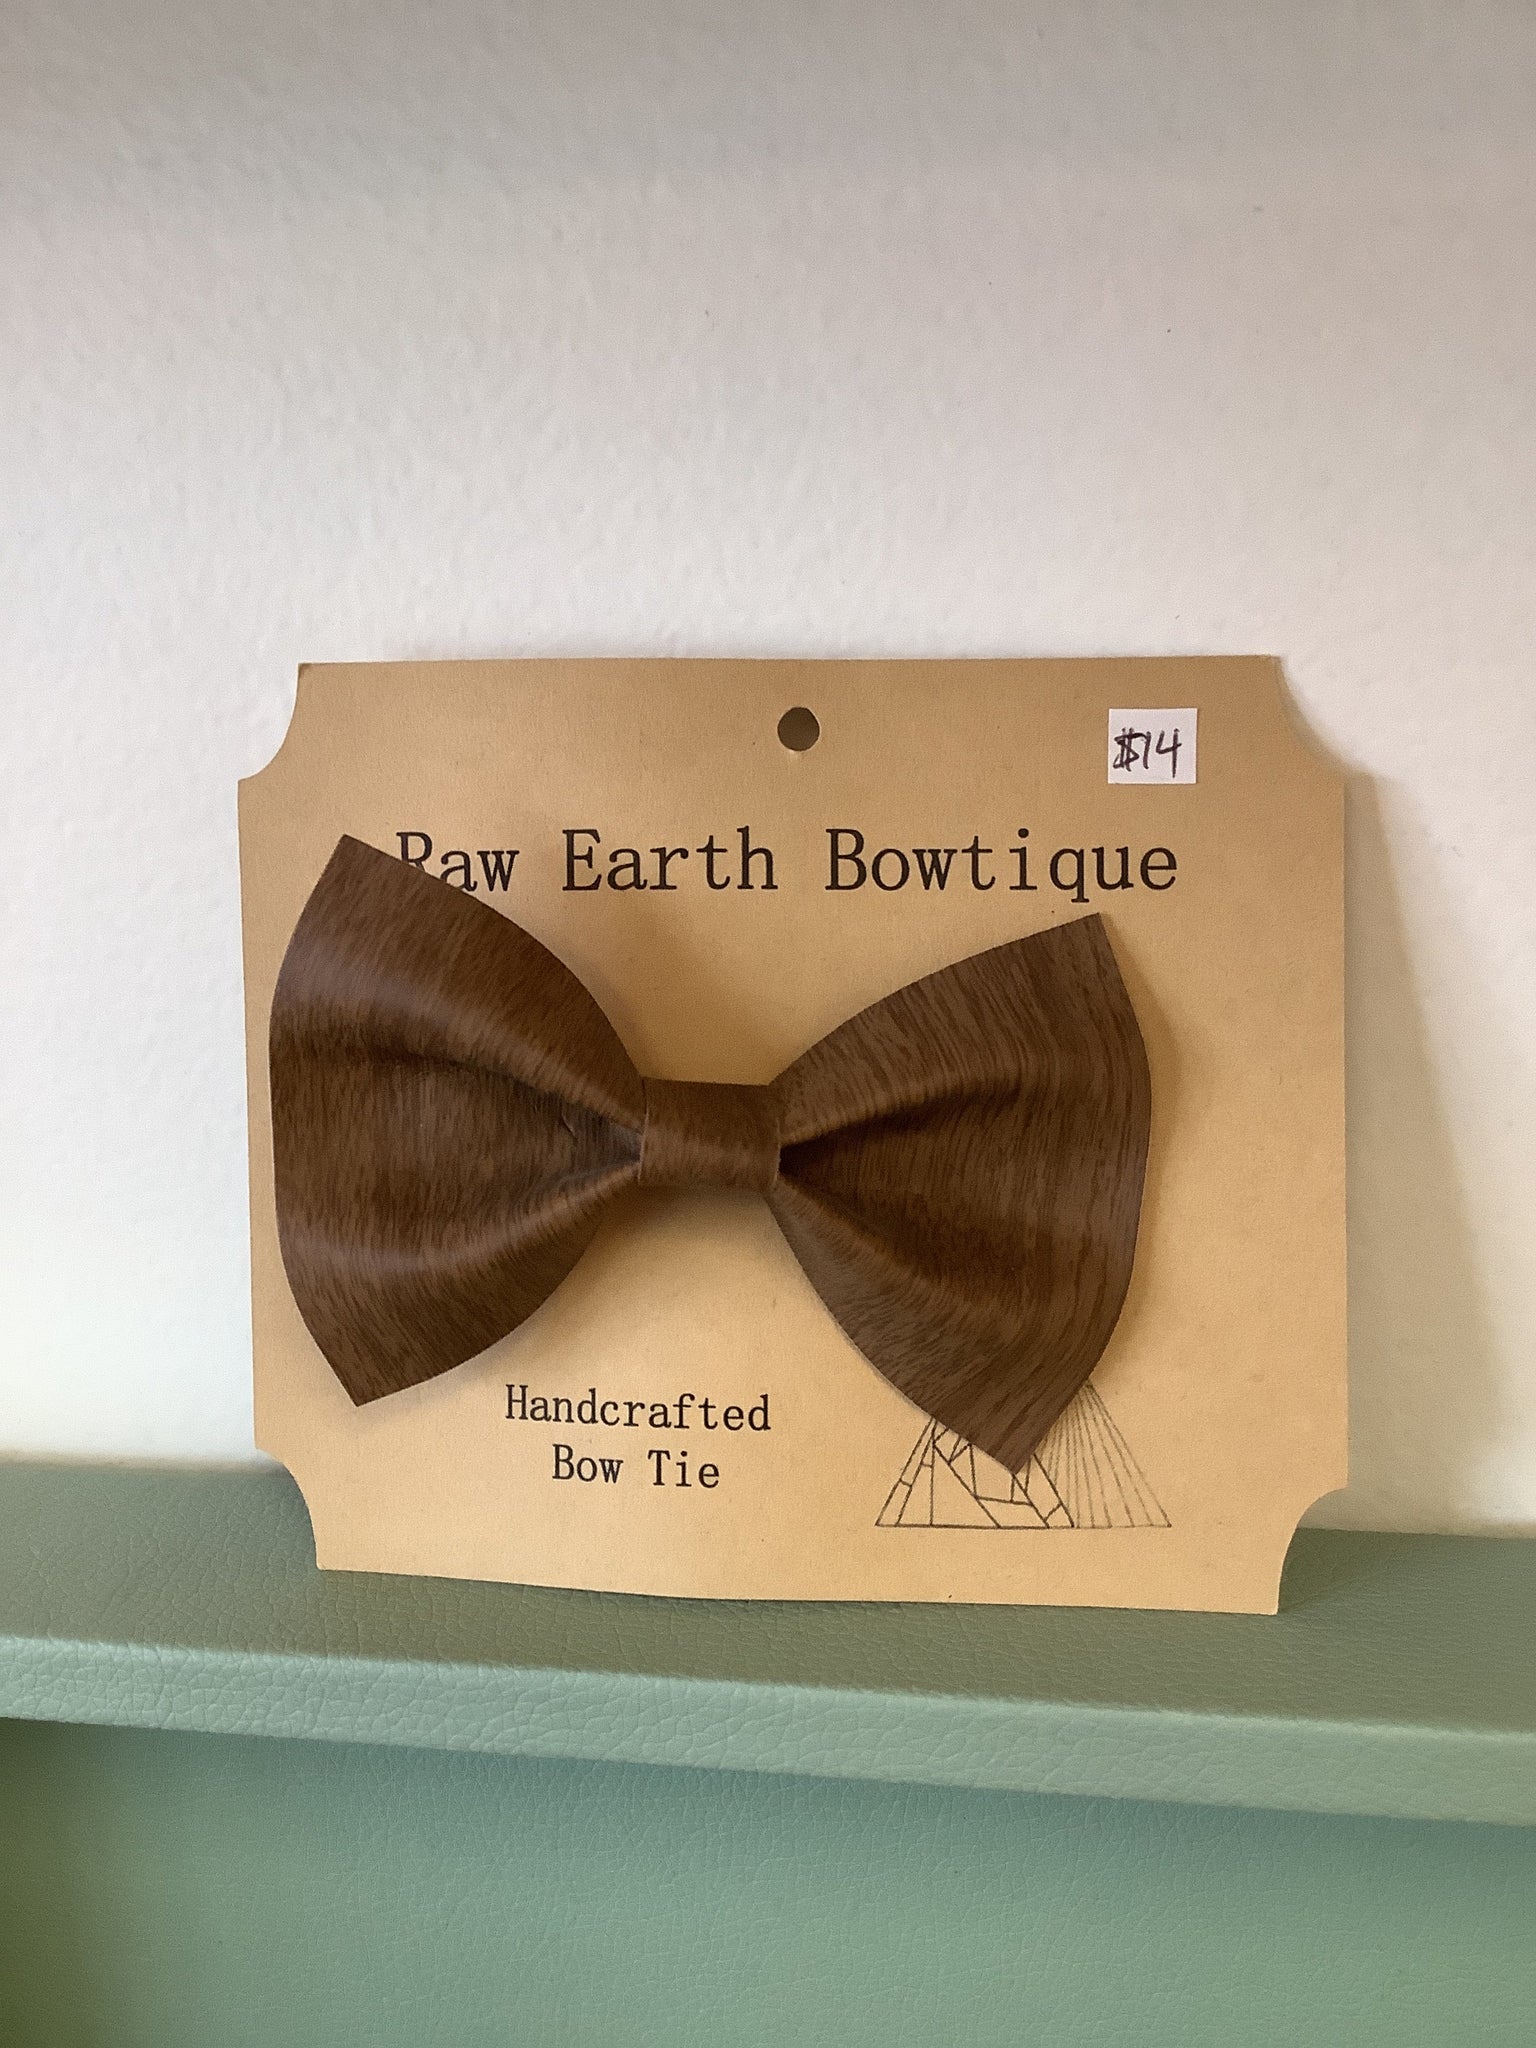 $14
Raw Earth Bowtique
Handcrafted
Bow Tie